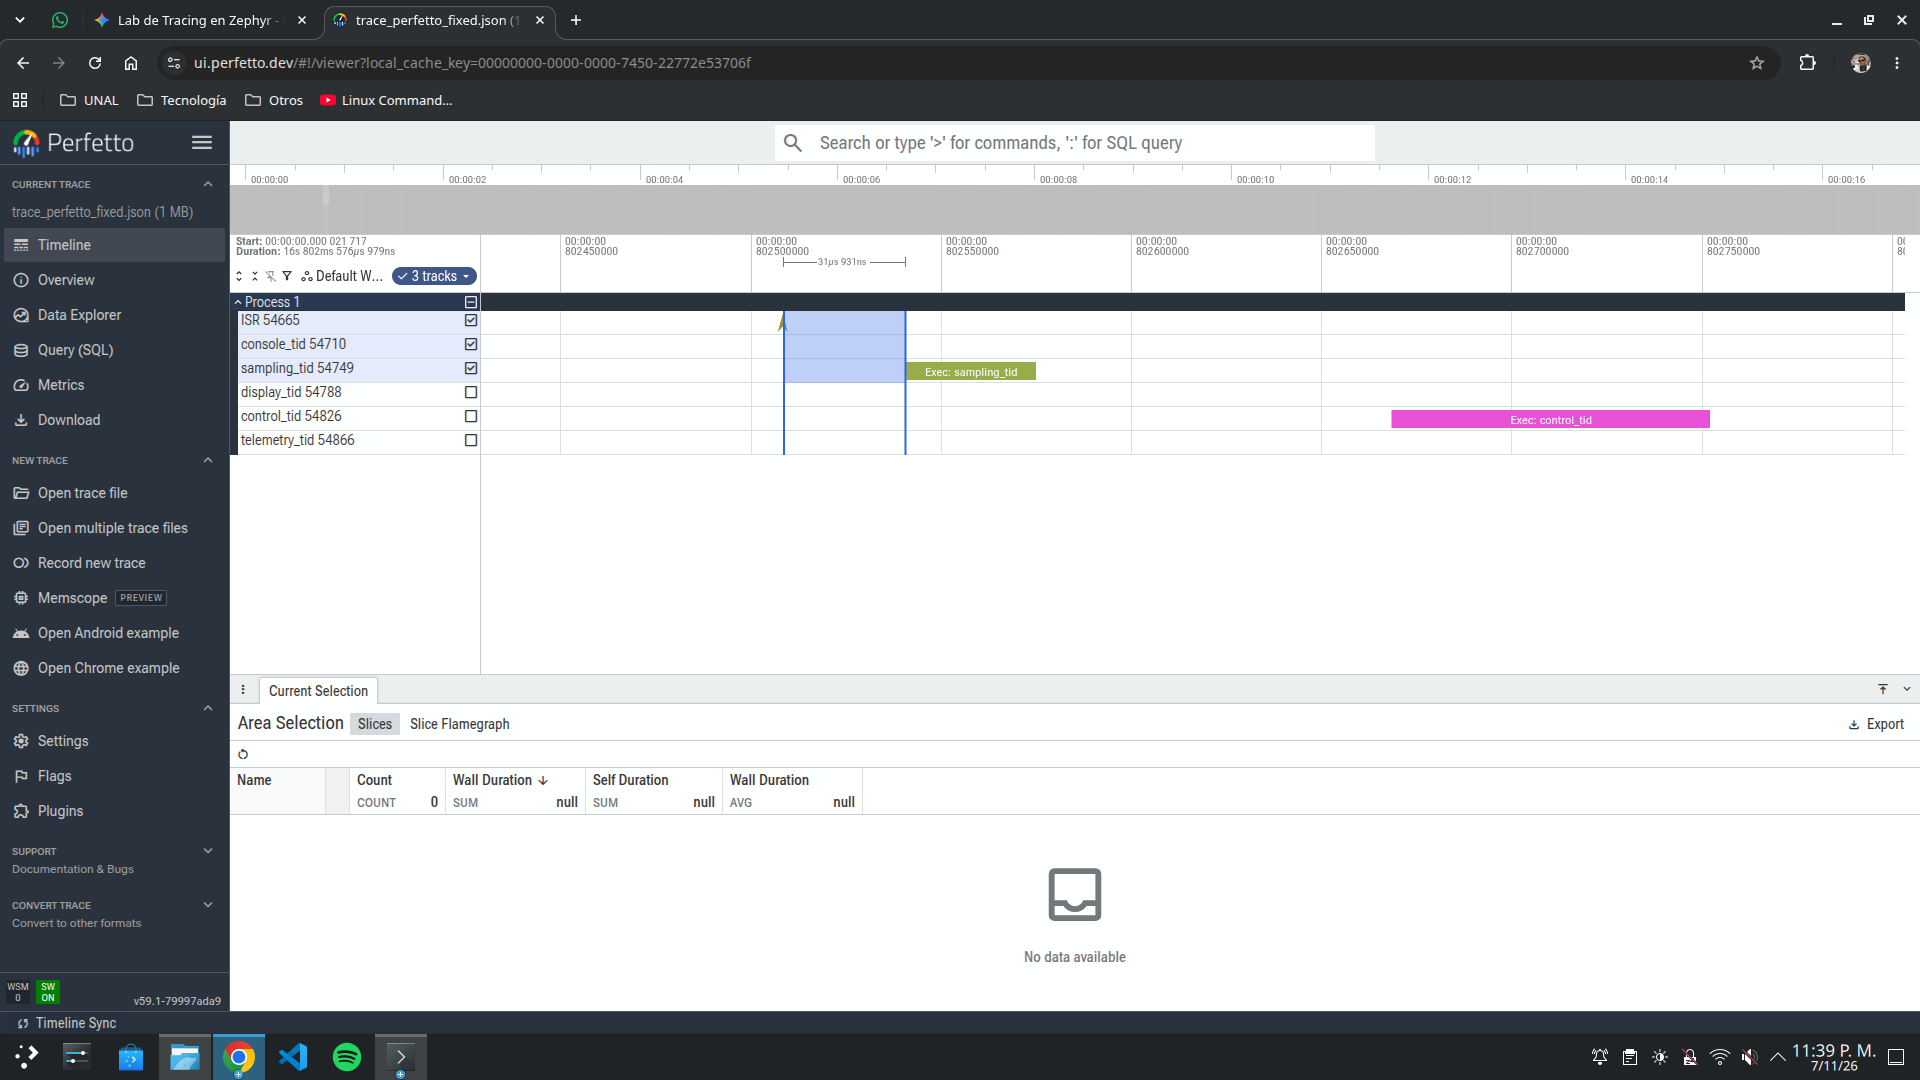 Lab de Tracing en Zephyr -
trace_perfetto_fixed.json (1
ui.perfetto.dev/#!/viewer?local_cache_key=00000000-0000-0000-7450-22772e53706f
UNAL
Tecnología
Otros
Linux Command...
Perfetto
Search or type '>' for commands, ':' for SQL query
CURRENT TRACE
trace_perfetto_fixed.json (1 MB)
Timeline
Overview
Data Explorer
Query (SQL)
Metrics
Download
NEW TRACE
Open trace file
Open multiple trace files
Record new trace
Memscope PREVIEW
Open Android example
Open Chrome example
SETTINGS
Settings
Flags
Plugins
SUPPORT
Documentation & Bugs
CONVERT TRACE
Convert to other formats
WSM 0
SW ON
v59.1-79997ada9
Timeline Sync
00:00:00 00:00:02 00:00:04 00:00:06 00:00:08 00:00:10 00:00:12 00:00:14 00:00:16
Start: 00:00:00.000 021 717
Duration: 16s 802ms 576µs 979ns
00:00:00 00:00:00 00:00:00 00:00:00 00:00:00 00:00:00 00:00:00
802450000 802500000 802550000 802600000 802650000 802700000 802750000
31µs 931ns
Default W...
3 tracks
Process 1
ISR 54665
console_tid 54710
sampling_tid 54749
Exec: sampling_tid
display_tid 54788
control_tid 54826
Exec: control_tid
telemetry_tid 54866
Current Selection
Area Selection Slices Slice Flamegraph
Export
Name Count Wall Duration Self Duration Wall Duration
COUNT 0 SUM null SUM null AVG null
No data available
11:39 P. M.
7/11/26